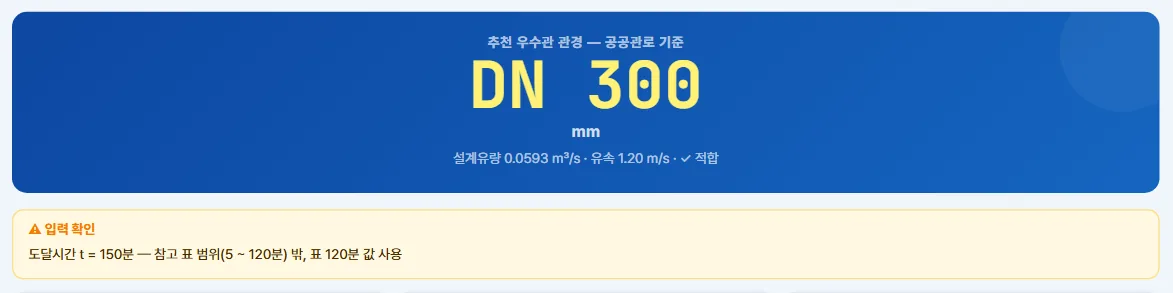 추천 우수관 관경 — 공공관로 기준
DN 300
mm
설계유량 0.0593 m³/s · 유속 1.20 m/s · ✓ 적합
⚠ 입력 확인
도달시간 t = 150분 — 참고 표 범위(5 ~ 120분) 밖, 표 120분 값 사용